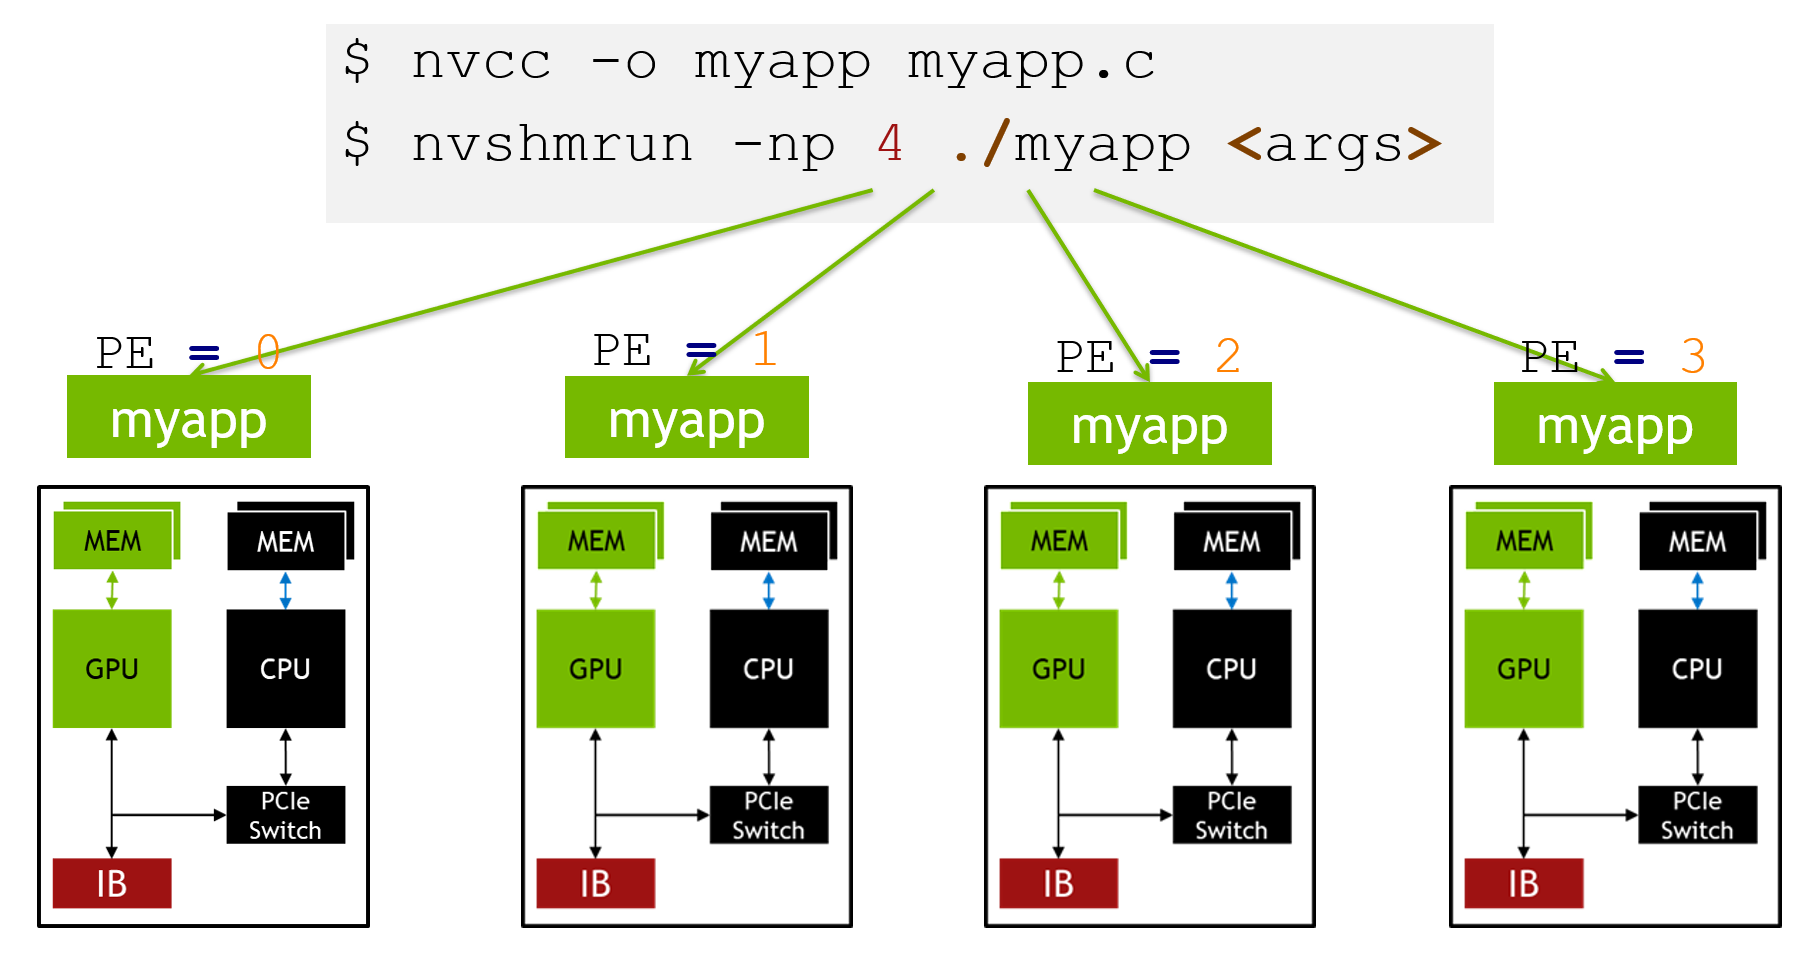 $ nvcc -o myapp myapp.c
$ nvshmrun -np 4 ./myapp <args>
PE = 0
PE = 1
PE = 2
PE = 3
myapp
myapp
myapp
myapp
MEM
MEM
GPU
CPU
PCIe
Switch
IB
MEM
MEM
GPU
CPU
PCIe
Switch
IB
MEM
MEM
GPU
CPU
PCIe
Switch
IB
MEM
MEM
GPU
CPU
PCIe
Switch
IB